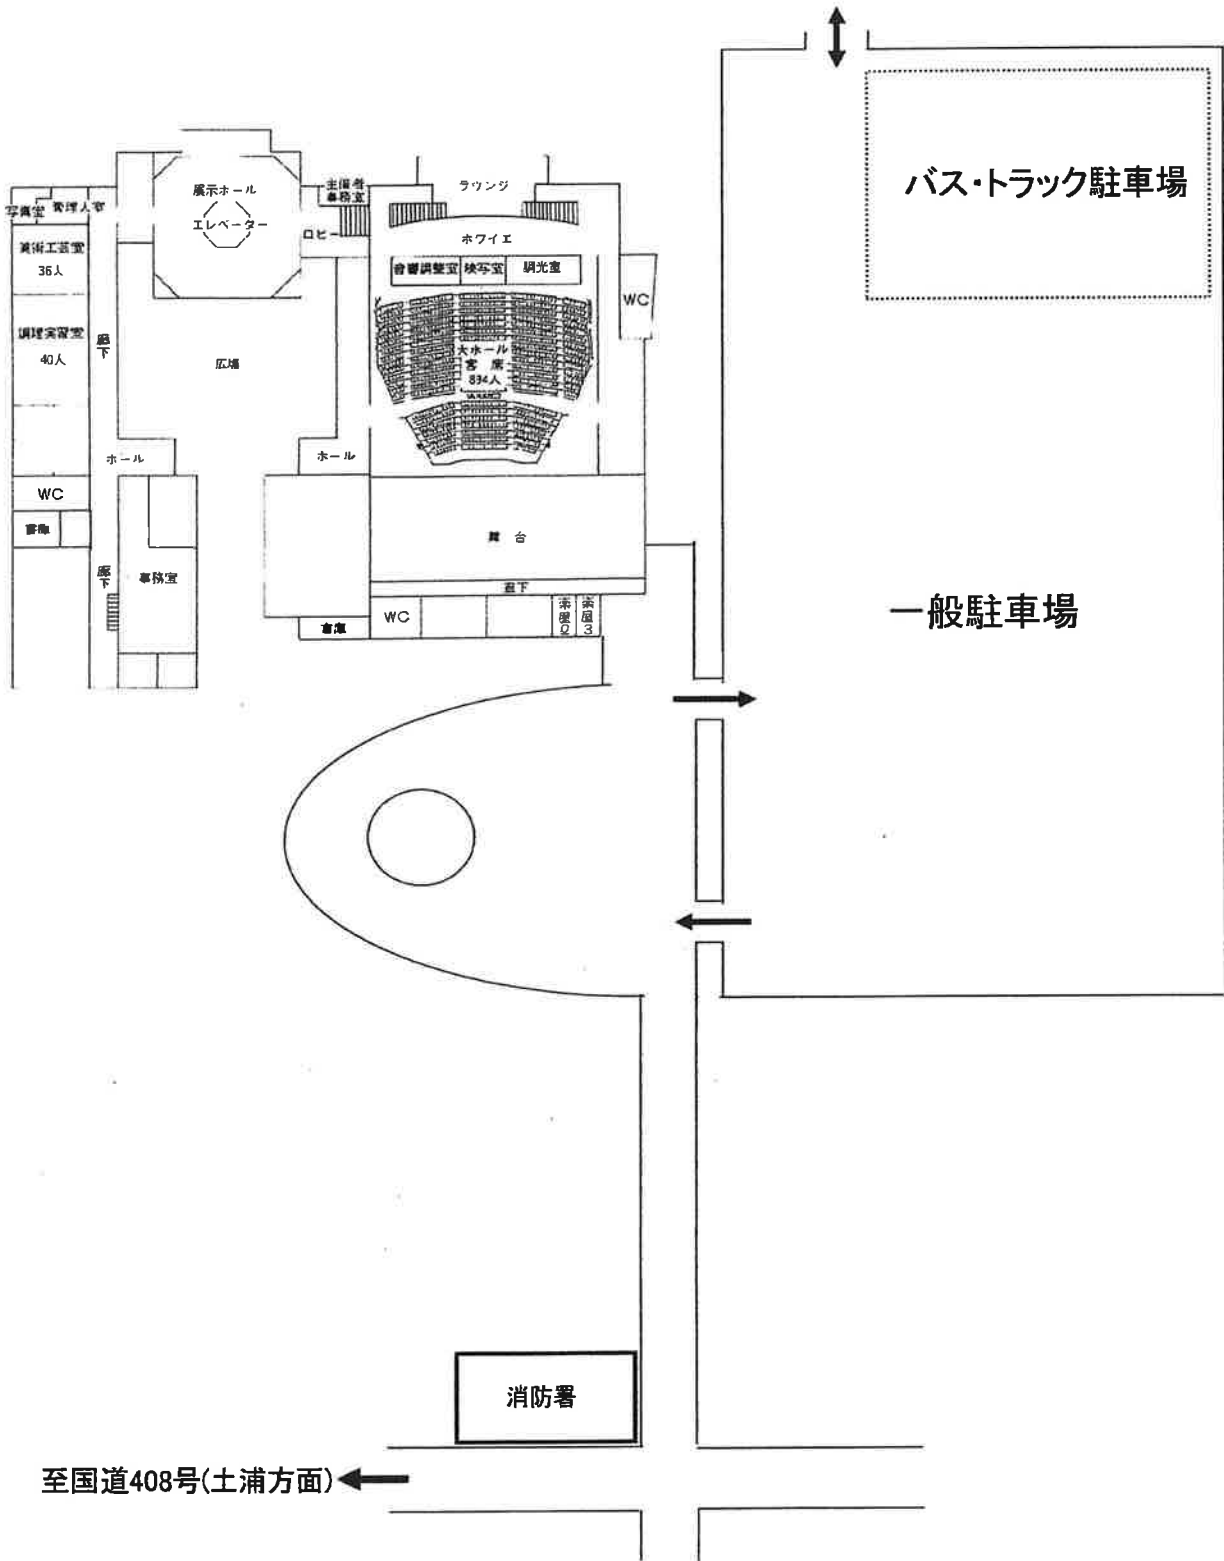 バス・トラック駐車場
展示ホール
エレベーター
主催者
事務室
ロビー
ラウンジ
ホワイエ
音響調整室
映写室
調光室
WC
写真室
管理人室
美術工芸室
36人
調理実習室
40人
廊下
広場
大ホール
客席
834人
ホール
ホール
WC
書庫
廊下
事務室
舞台
廊下
倉庫
WC
楽屋2
楽屋3
一般駐車場
消防署
至国道408号(土浦方面)